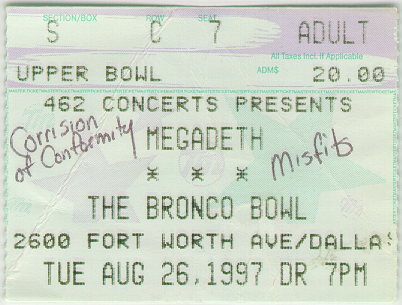 SECTION/BOX ROW SEAT
S C 7 ADULT
All Taxes Incl. If Applicable
UPPER BOWL ADM$ 20.00
462 CONCERTS PRESENTS
Corrision of Conformity
MEGADETH
Misfits
* * *
THE BRONCO BOWL
2600 FORT WORTH AVE/DALLAS
TUE AUG 26,1997 DR 7PM